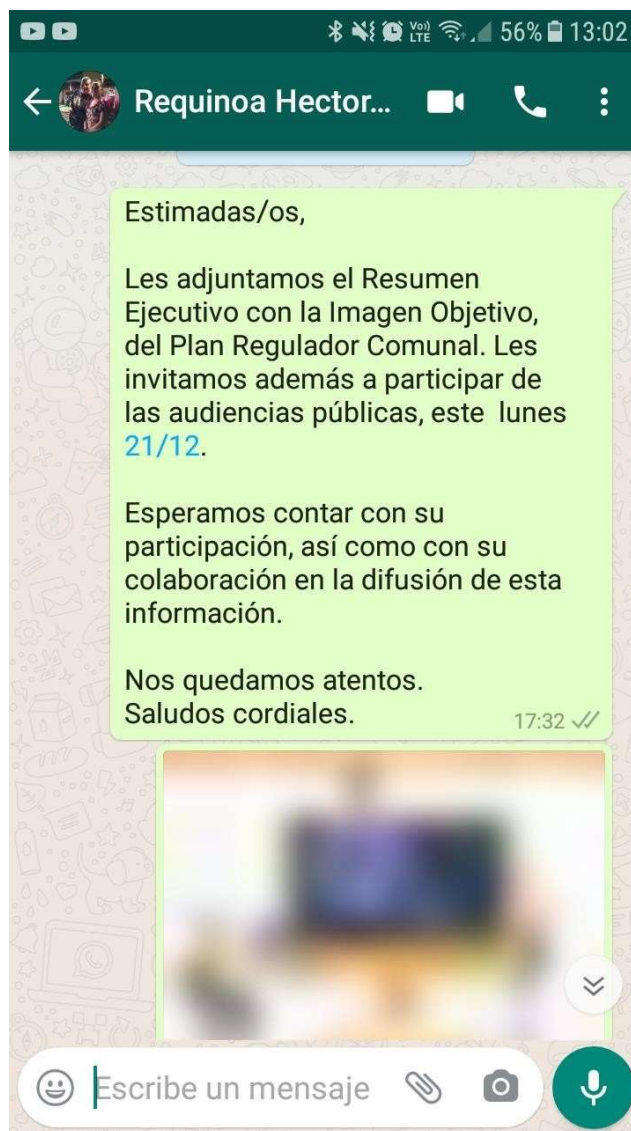 Vo))
LTE 56% 13:02
Requinoa Hector...
Estimadas/os,
Les adjuntamos el Resumen
Ejecutivo con la Imagen Objetivo,
del Plan Regulador Comunal. Les
invitamos además a participar de
las audiencias públicas, este lunes
21/12.
Esperamos contar con su
participación, así como con su
colaboración en la difusión de esta
información.
Nos quedamos atentos.
Saludos cordiales.
17:32
Escribe un mensaje